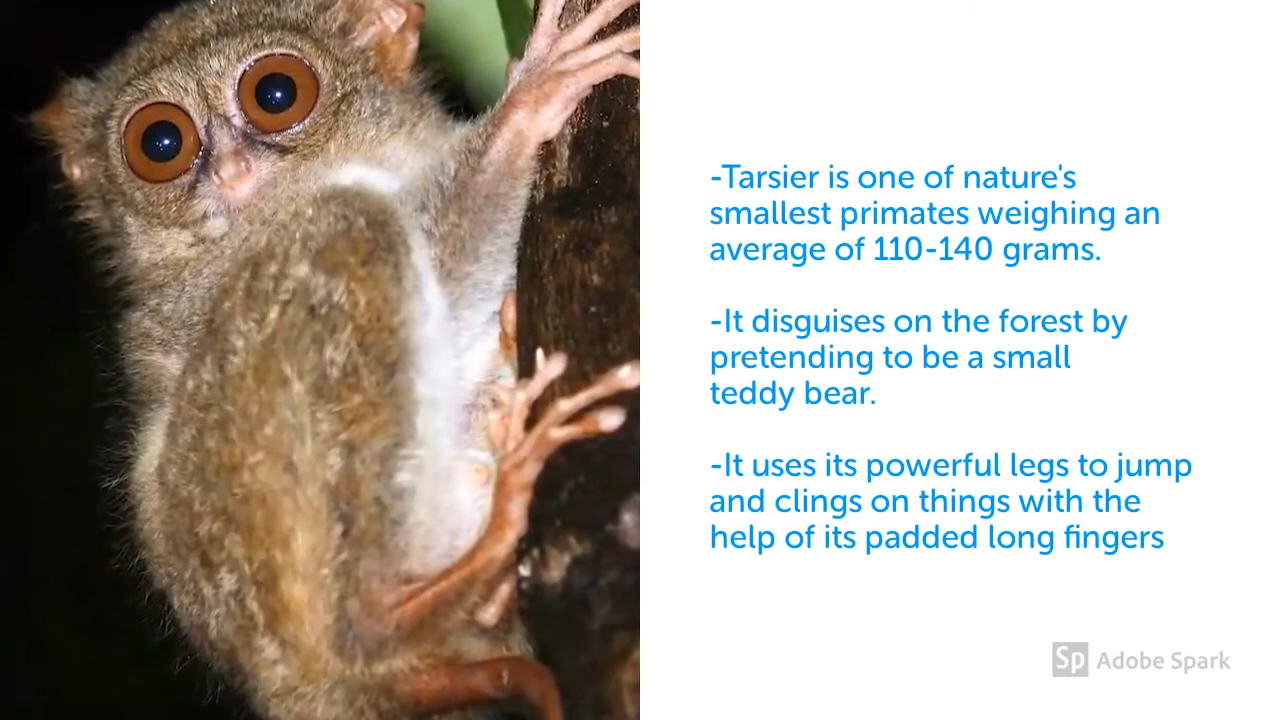 -Tarsier is one of nature's
smallest primates weighing an
average of 110-140 grams.
-It disguises on the forest by
pretending to be a small
teddy bear.
-It uses its powerful legs to jump
and clings on things with the
help of its padded long fingers
Sp Adobe Spark